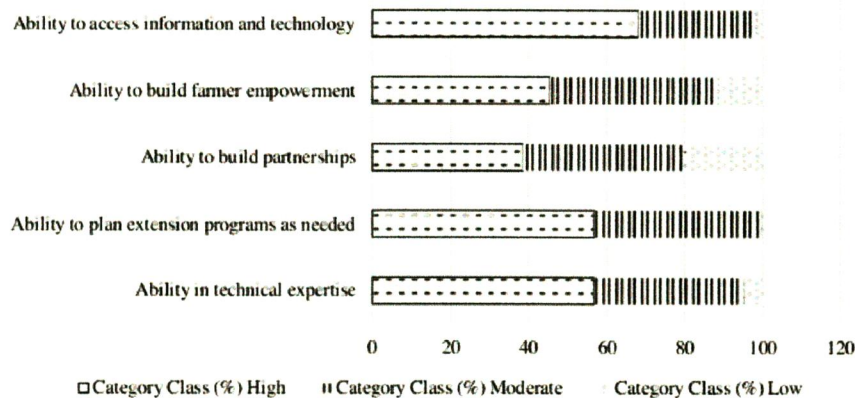 Ability to access information and technology
Ability to build farmer empowerment
Ability to build partnerships
Ability to plan extension programs as needed
Ability in technical expertise
0 20 40 60 80 100 120
Category Class (%) High Category Class (%) Moderate Category Class (%) Low